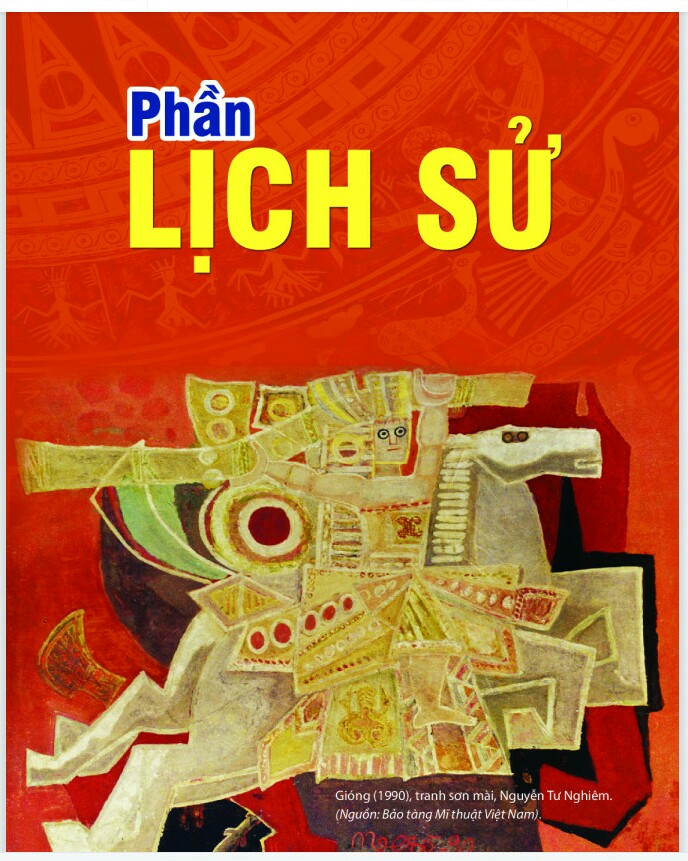 Phần
LỊCH SỬ
Gióng (1990), tranh sơn mài, Nguyễn Tư Nghiêm.
(Nguồn: Bảo tàng Mĩ thuật Việt Nam).